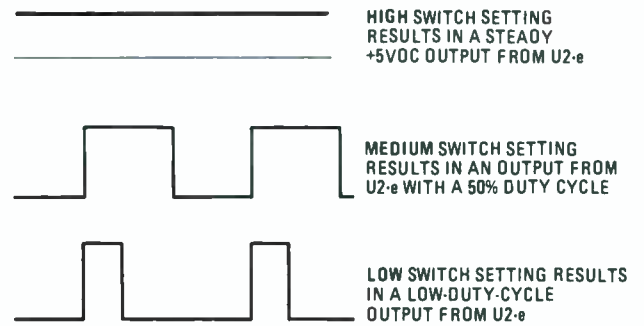 HIGH SWITCH SETTING
RESULTS IN A STEADY
+5VDC OUTPUT FROM U2-e
MEDIUM SWITCH SETTING
RESULTS IN AN OUTPUT FROM
U2-e WITH A 50% DUTY CYCLE
LOW SWITCH SETTING RESULTS
IN A LOW-DUTY-CYCLE
OUTPUT FROM U2-e